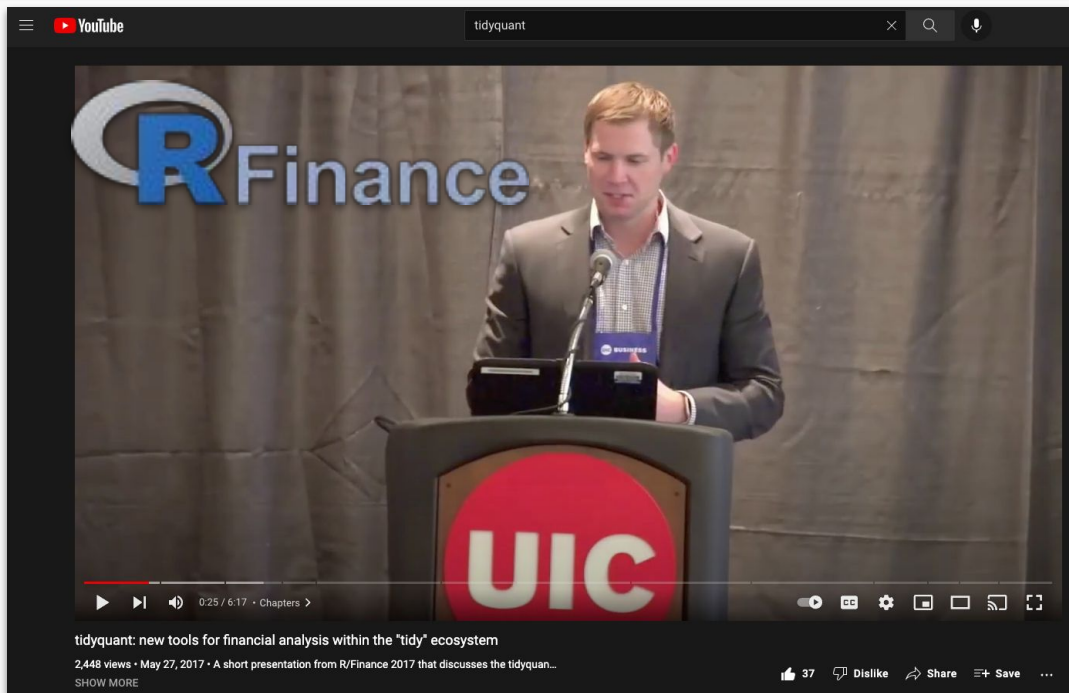 YouTube
tidyquant
R Finance
BUSINESS
UIC
0:25 / 6:17 • Chapters
CC
tidyquant: new tools for financial analysis within the "tidy" ecosystem
2,448 views • May 27, 2017 • A short presentation from R/Finance 2017 that discusses the tidyquan...
37 Dislike Share Save ...
SHOW MORE